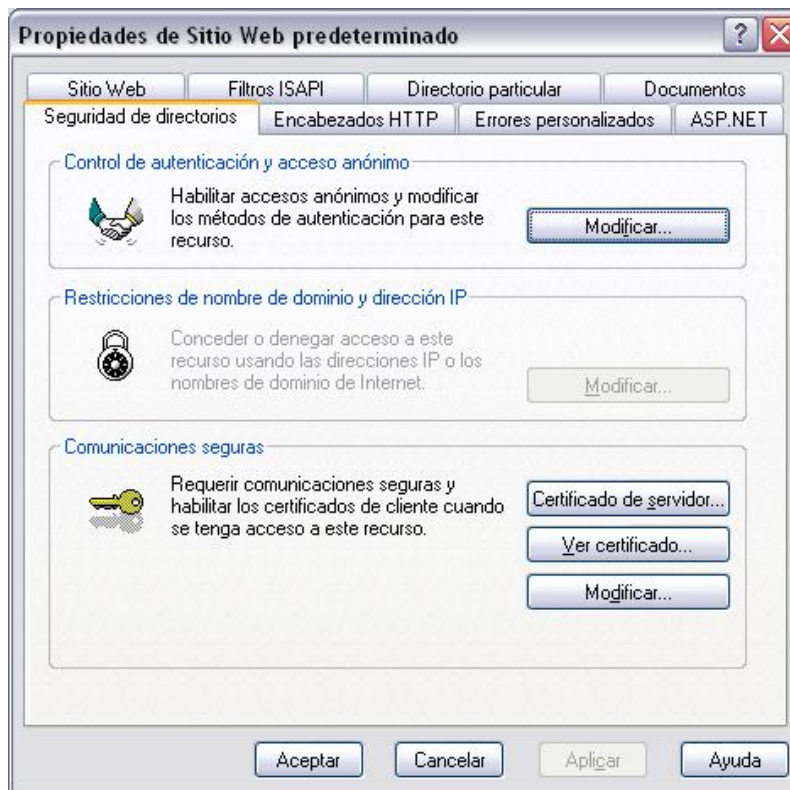 Propiedades de Sitio Web predeterminado
?
Sitio Web
Filtros ISAPI
Directorio particular
Documentos
Seguridad de directorios
Encabezados HTTP
Errores personalizados
ASP.NET
Control de autenticación y acceso anónimo
Habilitar accesos anónimos y modificar
los métodos de autenticación para este
recurso.
Modificar...
Restricciones de nombre de dominio y dirección IP
Conceder o denegar acceso a este
recurso usando las direcciones IP o los
nombres de dominio de Internet.
Modificar...
Comunicaciones seguras
Requerir comunicaciones seguras y
habilitar los certificados de cliente cuando
se tenga acceso a este recurso.
Certificado de servidor...
Ver certificado...
Modificar...
Aceptar
Cancelar
Aplicar
Ayuda